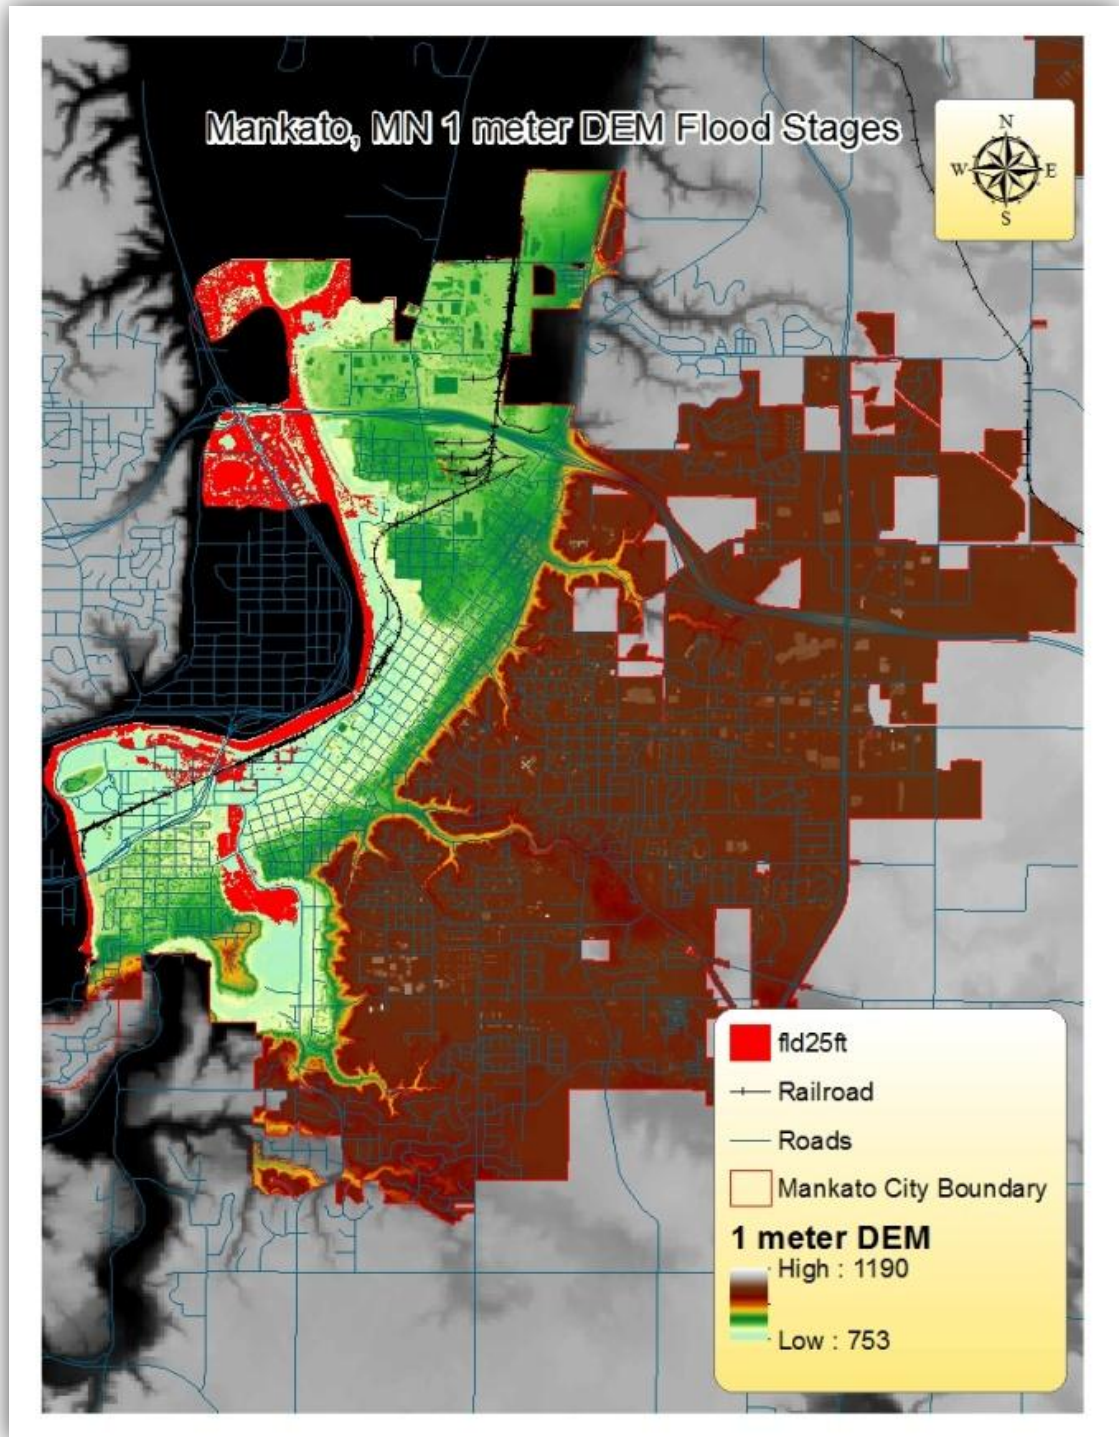 Mankato, MN 1 meter DEM Flood Stages
N
W E
S
fld25ft
Railroad
Roads
Mankato City Boundary
1 meter DEM
High : 1190
Low : 753